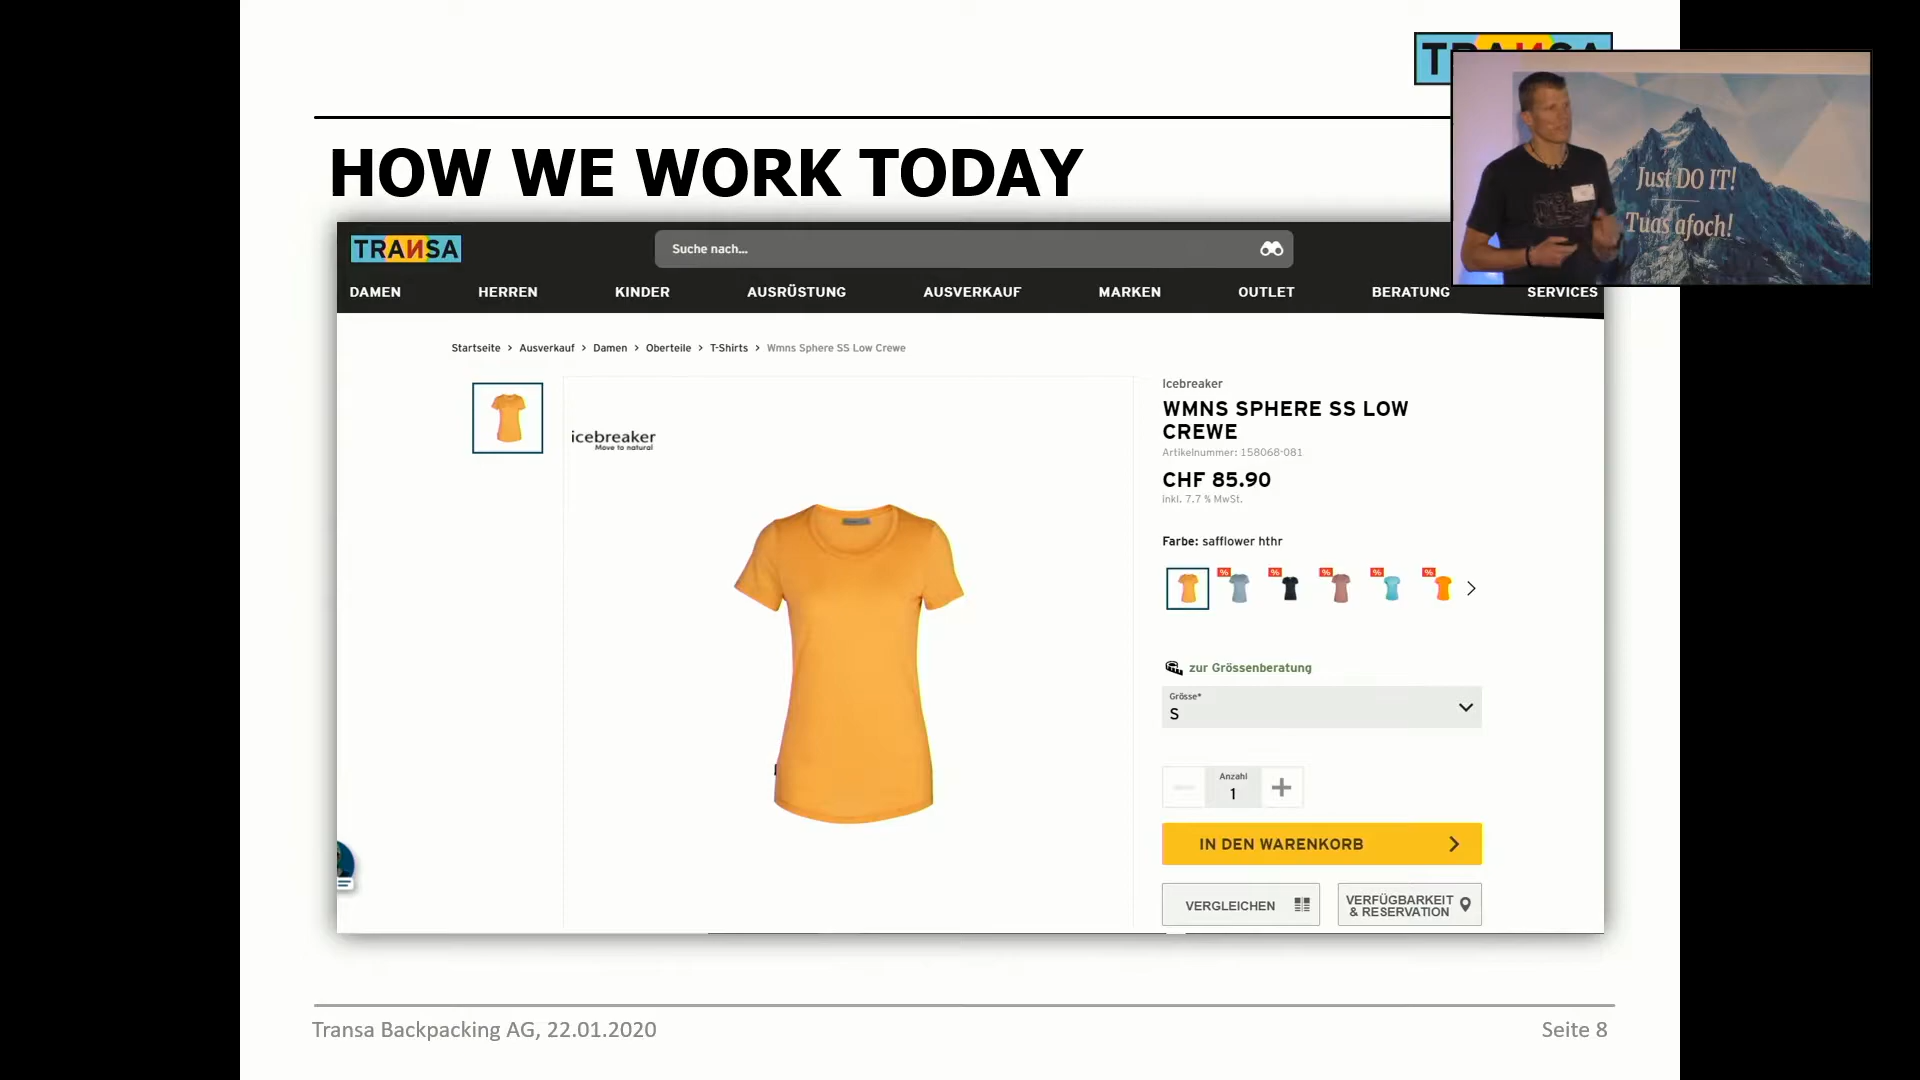 HOW WE WORK TODAY
Just DO IT!
Tuas afoch!
TRANSA
Suche nach...
DAMEN HERREN KINDER AUSRÜSTUNG AUSVERKAUF MARKEN OUTLET BERATUNG SERVICES
Startseite > Ausverkauf > Damen > Oberteile > T-Shirts > Wmns Sphere SS Low Crewe
icebreaker
Move to natural
Icebreaker
WMNS SPHERE SS LOW
CREWE
Artikelnummer: 158068-081
CHF 85.90
inkl. 7.7 % MwSt.
Farbe: safflower hthr
% % % % %
zur Grössenberatung
Grösse*
S
Anzahl
1
IN DEN WARENKORB
VERGLEICHEN
VERFÜGBARKEIT
& RESERVATION
Transa Backpacking AG, 22.01.2020
Seite 8